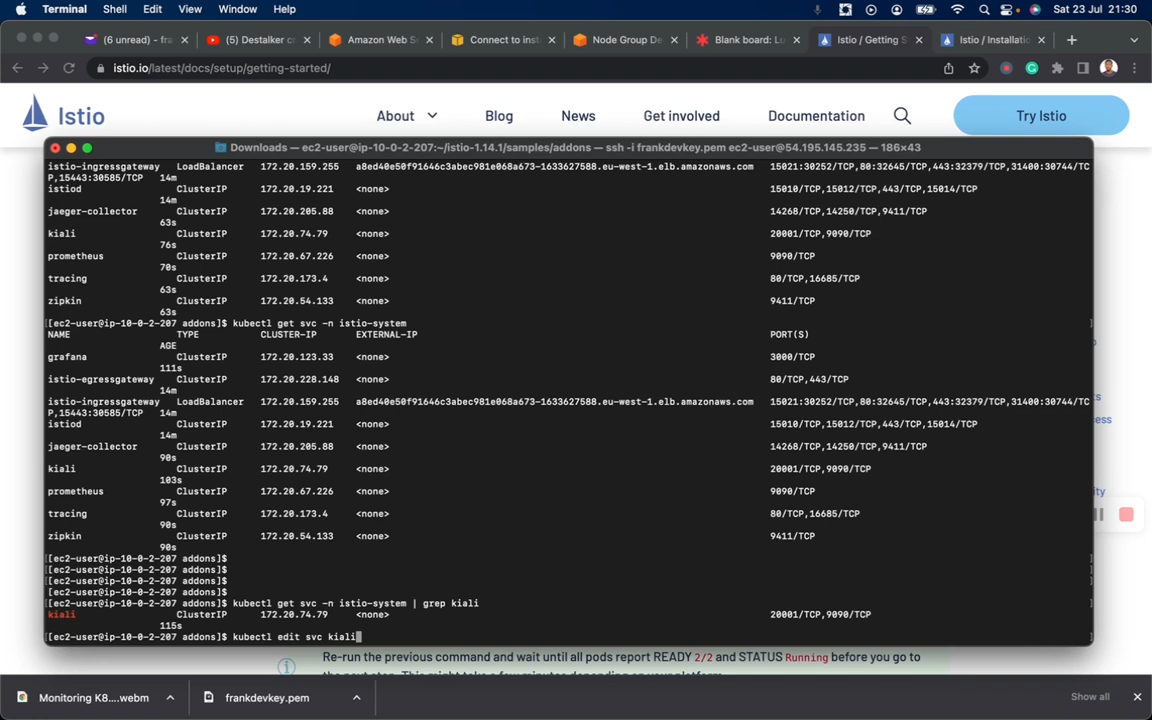 Terminal Shell Edit View Window Help Sat 23 Jul 21:30
(6 unread) - fra (5) Destalker cr Amazon Web Se Connect to inst Node Group De Blank board: Lu Istio / Getting S Istio / Installatio
istio.io/latest/docs/setup/getting-started/
Istio About Blog News Get involved Documentation Try Istio
Downloads — ec2-user@ip-10-0-2-207:~/istio-1.14.1/samples/addons — ssh -i frankdevkey.pem ec2-user@54.195.145.235 — 186×43
istio-ingressgateway LoadBalancer 172.20.159.255 a8ed40e50f91646c3abec981e068a673-1633627588.eu-west-1.elb.amazonaws.com 15021:30252/TCP,80:32645/TCP,443:32379/TCP,31400:30744/TC
P,15443:30585/TCP 14m
istiod ClusterIP 172.20.19.221 <none> 15010/TCP,15012/TCP,443/TCP,15014/TCP
14m
jaeger-collector ClusterIP 172.20.205.88 <none> 14268/TCP,14250/TCP,9411/TCP
63s
kiali ClusterIP 172.20.74.79 <none> 20001/TCP,9090/TCP
76s
prometheus ClusterIP 172.20.67.226 <none> 9090/TCP
70s
tracing ClusterIP 172.20.173.4 <none> 80/TCP,16685/TCP
63s
zipkin ClusterIP 172.20.54.133 <none> 9411/TCP
63s
[ec2-user@ip-10-0-2-207 addons]$ kubectl get svc -n istio-system
NAME TYPE CLUSTER-IP EXTERNAL-IP PORT(S)
AGE
grafana ClusterIP 172.20.123.33 <none> 3000/TCP
111s
istio-egressgateway ClusterIP 172.20.228.148 <none> 80/TCP,443/TCP
14m
istio-ingressgateway LoadBalancer 172.20.159.255 a8ed40e50f91646c3abec981e068a673-1633627588.eu-west-1.elb.amazonaws.com 15021:30252/TCP,80:32645/TCP,443:32379/TCP,31400:30744/TC
P,15443:30585/TCP 14m
istiod ClusterIP 172.20.19.221 <none> 15010/TCP,15012/TCP,443/TCP,15014/TCP
14m
jaeger-collector ClusterIP 172.20.205.88 <none> 14268/TCP,14250/TCP,9411/TCP
90s
kiali ClusterIP 172.20.74.79 <none> 20001/TCP,9090/TCP
103s
prometheus ClusterIP 172.20.67.226 <none> 9090/TCP
97s
tracing ClusterIP 172.20.173.4 <none> 80/TCP,16685/TCP
90s
zipkin ClusterIP 172.20.54.133 <none> 9411/TCP
90s
[ec2-user@ip-10-0-2-207 addons]$
[ec2-user@ip-10-0-2-207 addons]$
[ec2-user@ip-10-0-2-207 addons]$
[ec2-user@ip-10-0-2-207 addons]$
[ec2-user@ip-10-0-2-207 addons]$ kubectl get svc -n istio-system | grep kiali
kiali ClusterIP 172.20.74.79 <none> 20001/TCP,9090/TCP
115s
[ec2-user@ip-10-0-2-207 addons]$ kubectl edit svc kiali
Re-run the previous command and wait until all pods report READY 2/2 and STATUS Running before you go to
Monitoring K8....webm frankdevkey.pem Show all